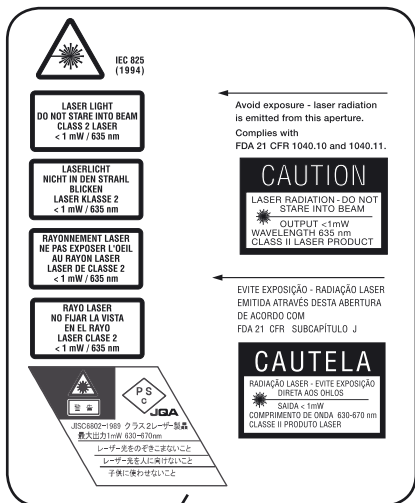 IEC 825
(1994)
LASER LIGHT
DO NOT STARE INTO BEAM
CLASS 2 LASER
< 1 mW / 635 nm
LASERLICHT
NICHT IN DEN STRAHL
BLICKEN
LASER KLASSE 2
< 1 mW / 635 nm
RAYONNEMENT LASER
NE PAS EXPOSER L'OEIL
AU RAYON LASER
LASER DE CLASSE 2
< 1 mW / 635 nm
RAYO LASER
NO FIJAR LA VISTA
EN EL RAYO
LASER CLASE 2
< 1 mW / 635 nm
警告
PS
C
JQA
JISC6802-1989 クラス2レーザー製品
最大出力1mW 630-670nm
レーザー光をのぞきこまないこと
レーザー光を人に向けないこと
子供に使わせないこと
Avoid exposure - laser radiation
is emitted from this aperture.
Complies with
FDA 21 CFR 1040.10 and 1040.11.
CAUTION
LASER RADIATION - DO NOT
STARE INTO BEAM
OUTPUT <1mW
WAVELENGTH 635 nm
CLASS II LASER PRODUCT
EVITE EXPOSIÇÃO - RADIAÇÃO LASER
EMITIDA ATRAVÉS DESTA ABERTURA
DE ACORDO COM
FDA 21 CFR SUBCAPÍTULO J
CAUTELA
RADIAÇÃO LASER - EVITE EXPOSIÇÃO
DIRETA AOS OHLOS
SAIDA < 1mW
COMPRIMENTO DE ONDA 630-670 nm
CLASSE II PRODUTO LASER